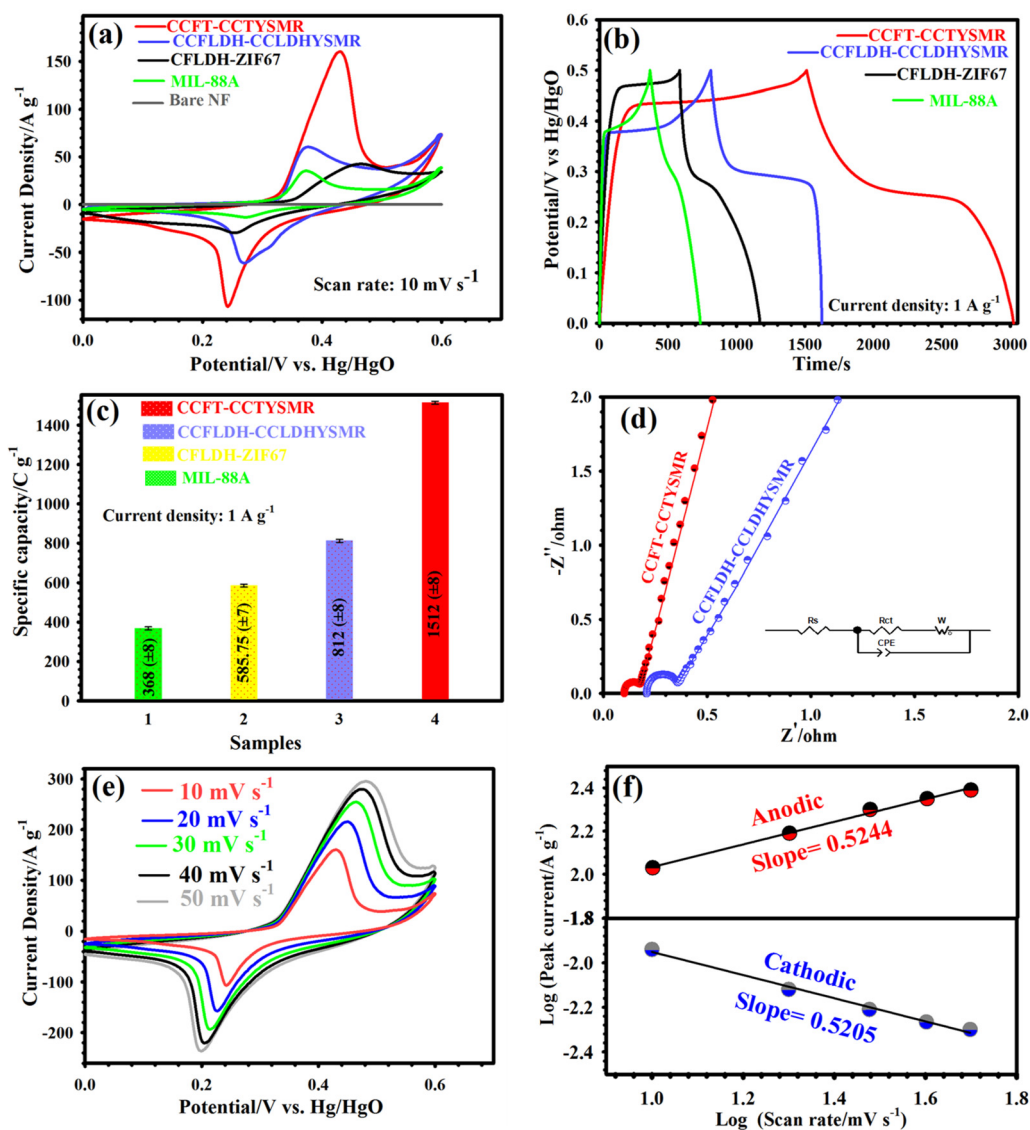 (a)
CCFT-CCTYSMR
CCFLDH-CCLDHYSMR
CFLDH-ZIF67
MIL-88A
Bare NF
Scan rate: 10 mV s⁻¹
150
100
50
0
-50
-100
Current Density/A g⁻¹
0.0 0.2 0.4 0.6
Potential/V vs. Hg/HgO
(b)
CCFT-CCTYSMR
CCFLDH-CCLDHYSMR
CFLDH-ZIF67
MIL-88A
Current density: 1 A g⁻¹
0.6
0.5
0.4
0.3
0.2
0.1
0.0
Potential/V vs Hg/HgO
0 500 1000 1500 2000 2500 3000
Time/s
(c)
CCFT-CCTYSMR
CCFLDH-CCLDHYSMR
CFLDH-ZIF67
MIL-88A
Current density: 1 A g⁻¹
368 (±8)
585.75 (±7)
812 (±8)
1512 (±8)
1400
1200
1000
800
600
400
200
0
Specific capacity/C g⁻¹
1 2 3 4
Samples
(d)
CCFT-CCTYSMR
CCFLDH-CCLDHYSMR
Rs
Rct
W
CPE
2.0
1.5
1.0
0.5
0.0
-Z''/ohm
0.0 0.5 1.0 1.5 2.0
Z'/ohm
(e)
10 mV s⁻¹
20 mV s⁻¹
30 mV s⁻¹
40 mV s⁻¹
50 mV s⁻¹
300
200
100
0
-100
-200
Current Density/A g⁻¹
0.0 0.2 0.4 0.6
Potential/V vs. Hg/HgO
(f)
Anodic
Slope= 0.5244
Cathodic
Slope= 0.5205
2.4
2.2
2.0
-2.0
-2.2
-2.4
Log (Peak current/A g⁻¹)
1.0 1.2 1.4 1.6 1.8
Log (Scan rate/mV s⁻¹)